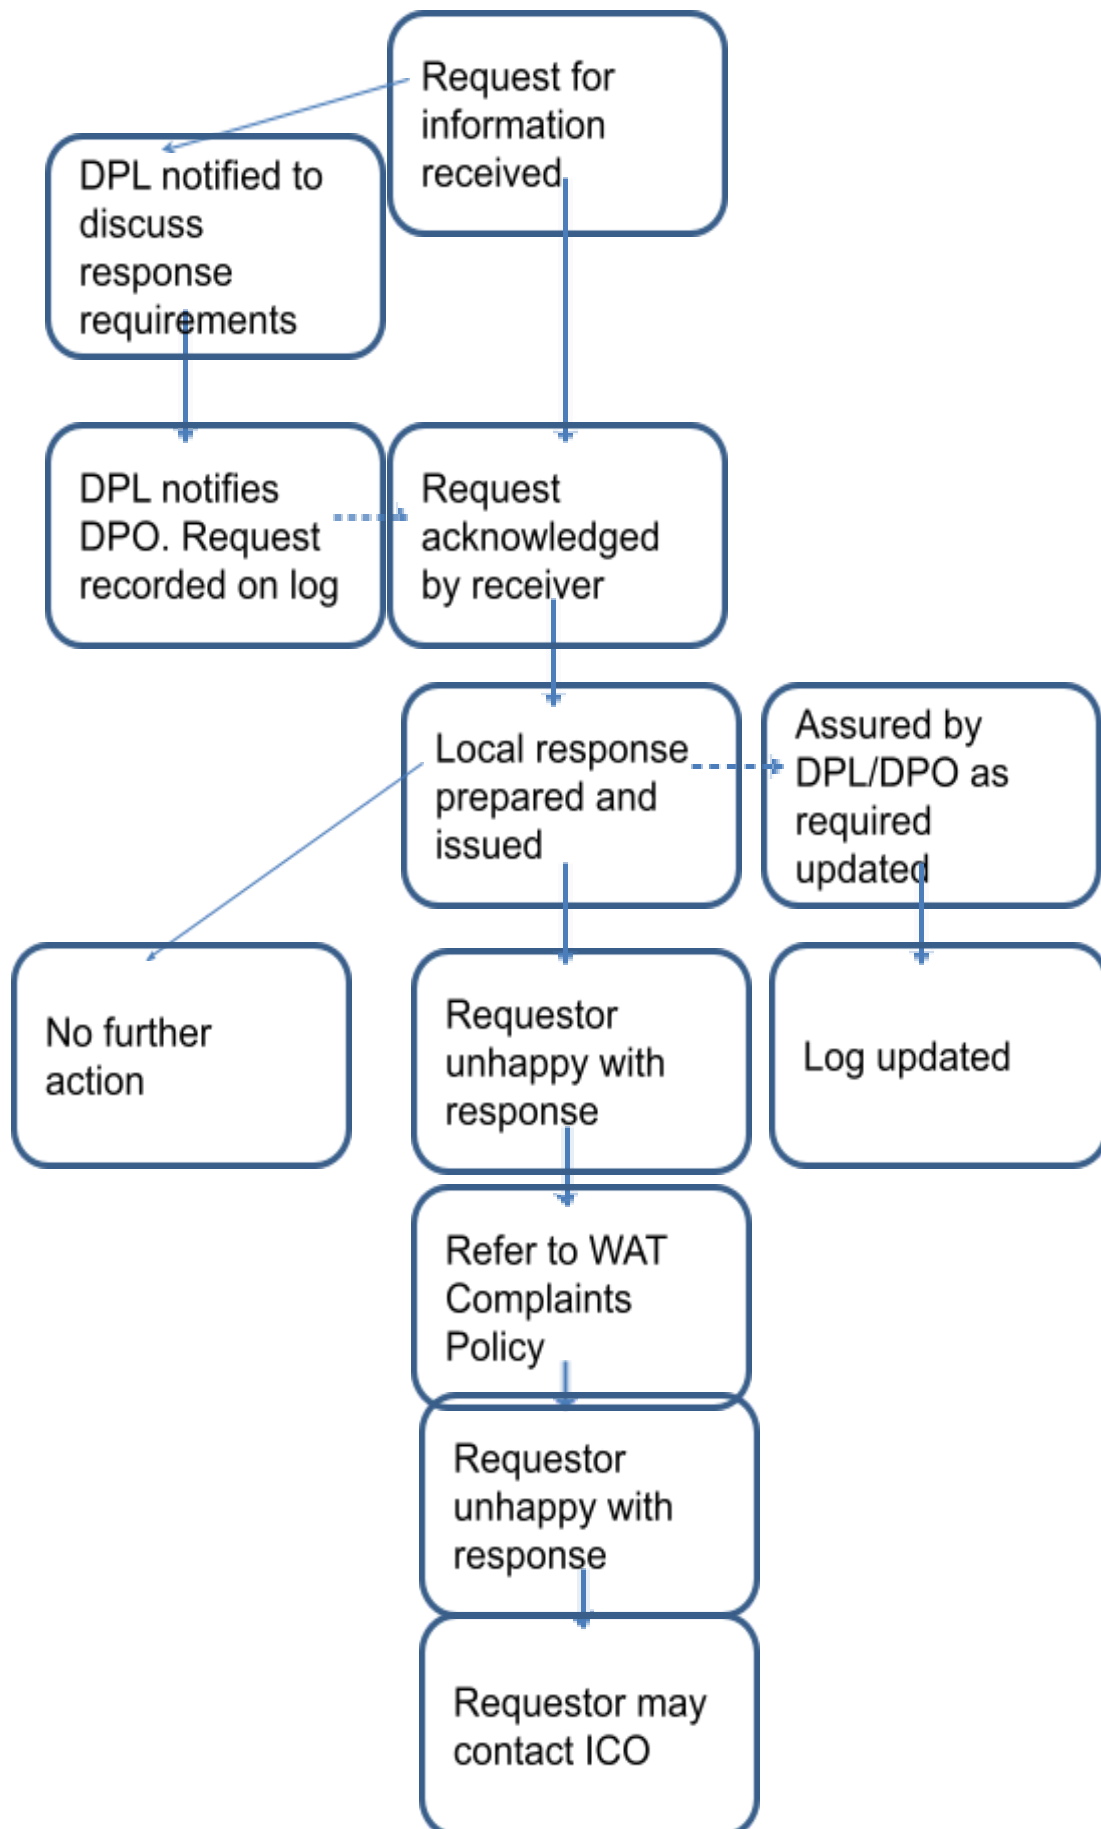 Request for
information
received
DPL notified to
discuss
response
requirements
DPL notifies
DPO. Request
recorded on log
Request
acknowledged
by receiver
Local response
prepared and
issued
Assured by
DPL/DPO as
required
updated
No further
action
Requestor
unhappy with
response
Log updated
Refer to WAT
Complaints
Policy
Requestor
unhappy with
response
Requestor may
contact ICO